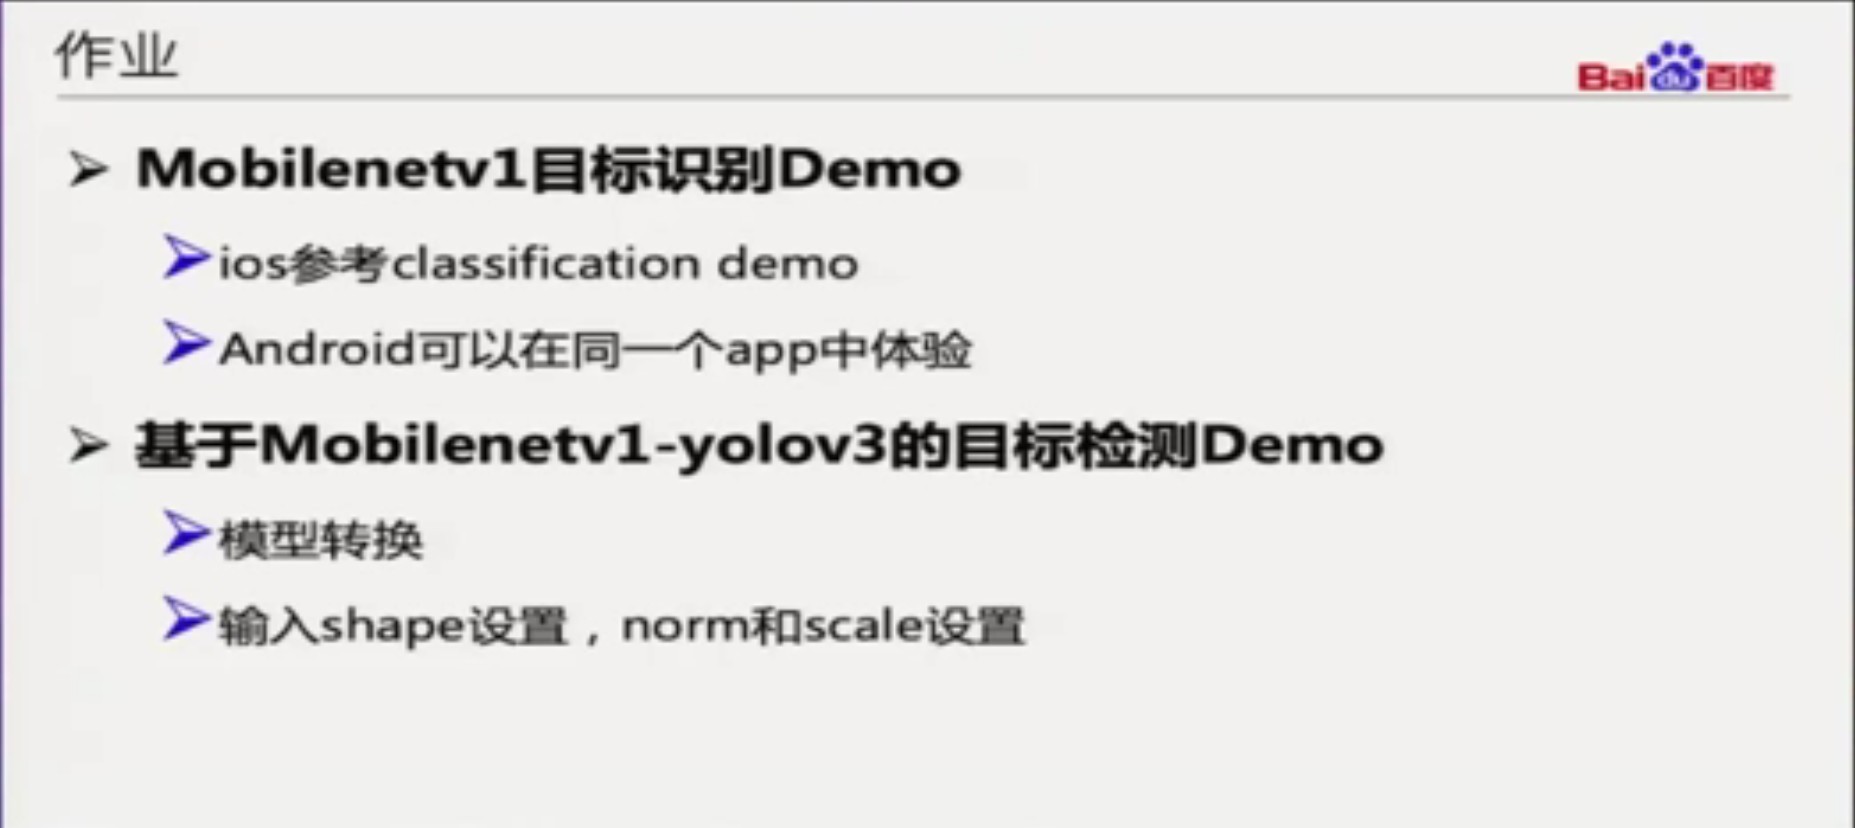 作业
Bai du 百度
Mobilenetv1目标识别Demo
ios参考classification demo
Android可以在同一个app中体验
基于Mobilenetv1-yolov3的目标检测Demo
模型转换
输入shape设置，norm和scale设置